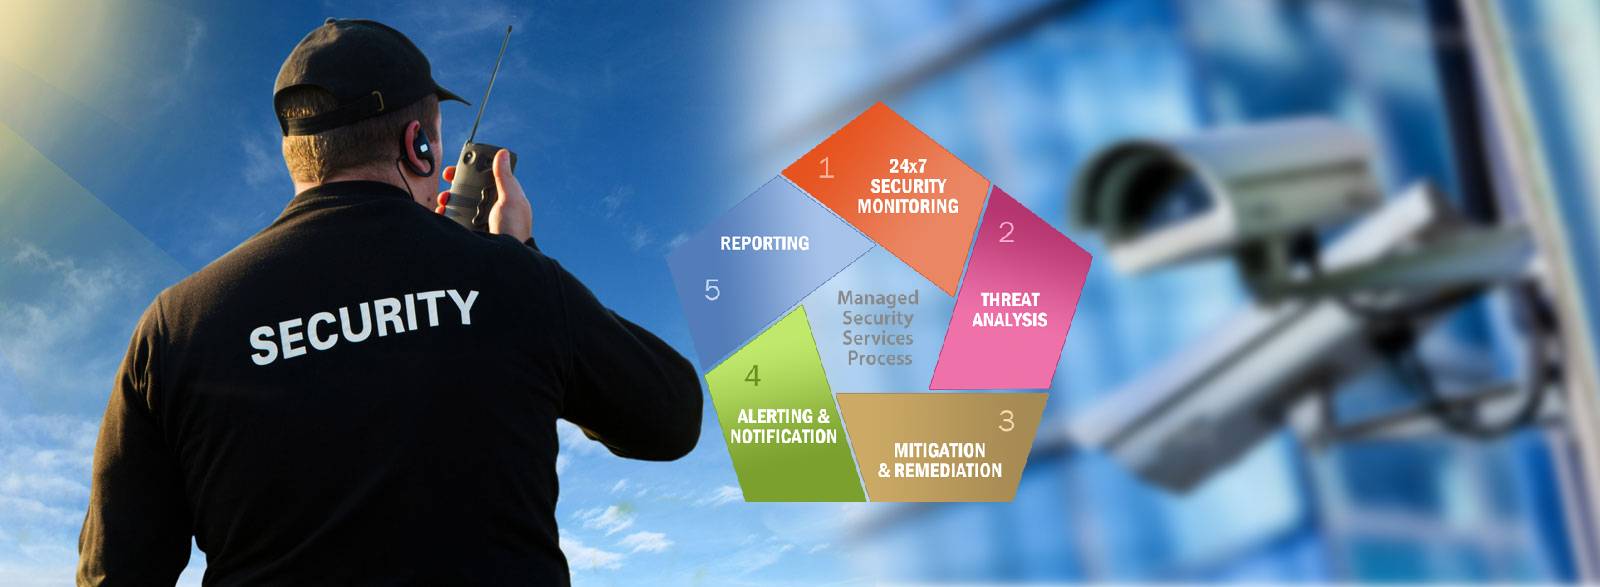 SECURITY
1
24x7
SECURITY
MONITORING
2
THREAT
ANALYSIS
3
MITIGATION
& REMEDIATION
4
ALERTING &
NOTIFICATION
5
REPORTING
Managed
Security
Services
Process